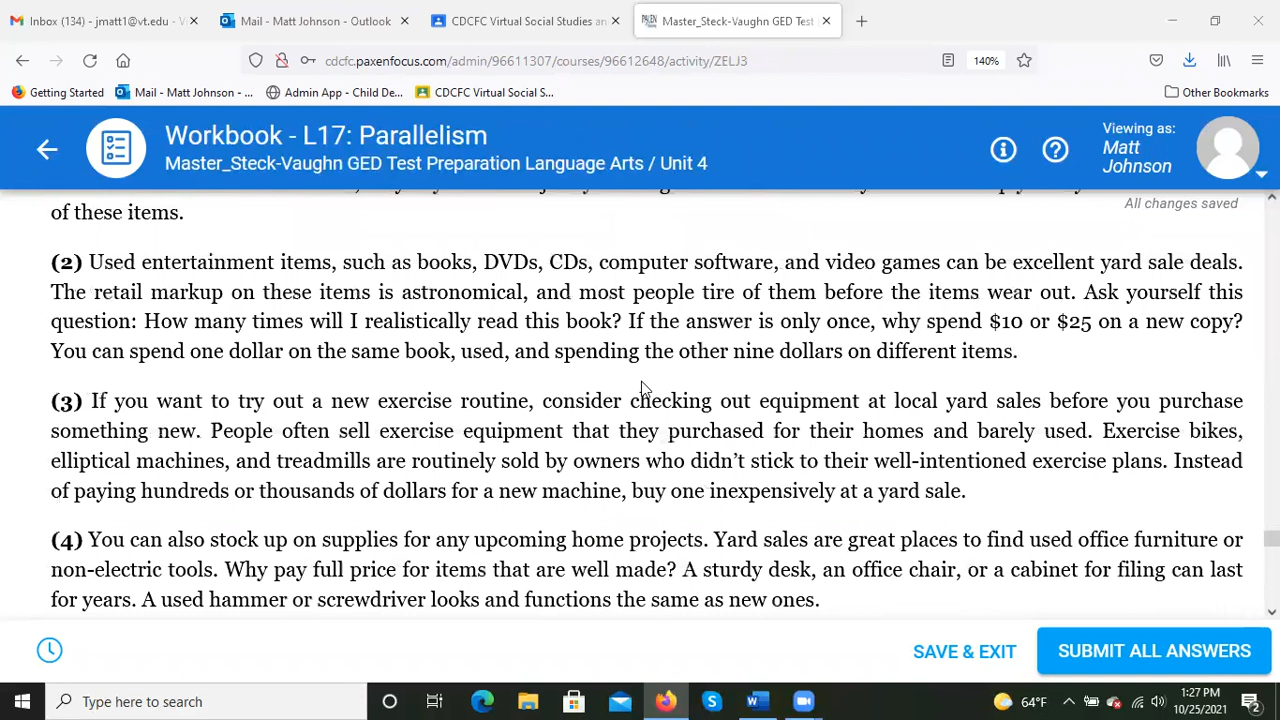 Inbox (134) - jmatt1@vt.edu -
Mail - Matt Johnson - Outlook
CDCFC Virtual Social Studies an
Master_Steck-Vaughn GED Test
cdcfc.paxenfocus.com/admin/96611307/courses/96612648/activity/ZELJ3
140%
Getting Started
Mail - Matt Johnson - ...
Admin App - Child De...
CDCFC Virtual Social S...
Other Bookmarks
Workbook - L17: Parallelism
Master_Steck-Vaughn GED Test Preparation Language Arts / Unit 4
Viewing as:
Matt
Johnson
All changes saved
of these items.
(2) Used entertainment items, such as books, DVDs, CDs, computer software, and video games can be excellent yard sale deals.
The retail markup on these items is astronomical, and most people tire of them before the items wear out. Ask yourself this
question: How many times will I realistically read this book? If the answer is only once, why spend $10 or $25 on a new copy?
You can spend one dollar on the same book, used, and spending the other nine dollars on different items.
(3) If you want to try out a new exercise routine, consider checking out equipment at local yard sales before you purchase
something new. People often sell exercise equipment that they purchased for their homes and barely used. Exercise bikes,
elliptical machines, and treadmills are routinely sold by owners who didn't stick to their well-intentioned exercise plans. Instead
of paying hundreds or thousands of dollars for a new machine, buy one inexpensively at a yard sale.
(4) You can also stock up on supplies for any upcoming home projects. Yard sales are great places to find used office furniture or
non-electric tools. Why pay full price for items that are well made? A sturdy desk, an office chair, or a cabinet for filing can last
for years. A used hammer or screwdriver looks and functions the same as new ones.
SAVE & EXIT
SUBMIT ALL ANSWERS
Type here to search
64°F
1:27 PM
10/25/2021
2